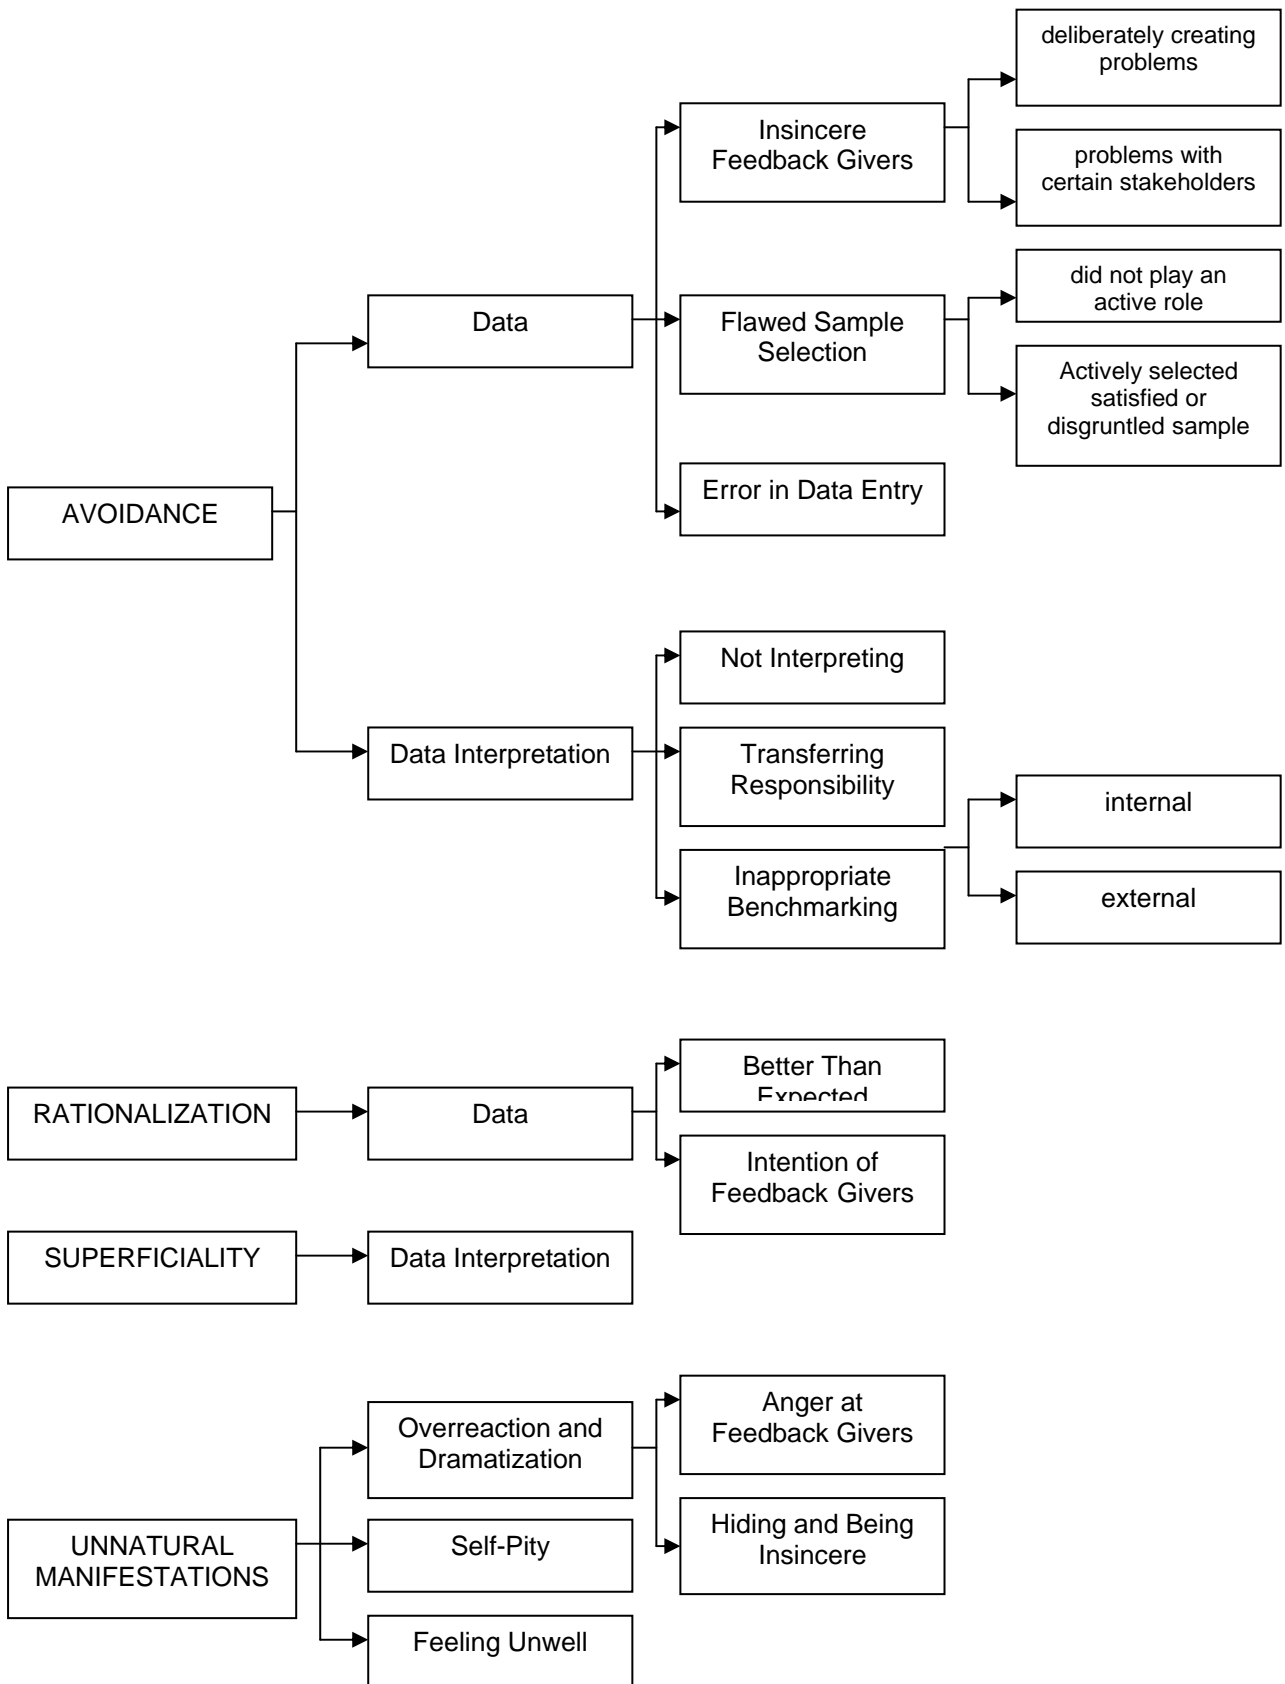 deliberately creating
problems
Insincere
Feedback Givers
problems with
certain stakeholders
did not play an
active role
Data
Flawed Sample
Selection
Actively selected
satisfied or
disgruntled sample
Error in Data Entry
AVOIDANCE
Not Interpreting
Data Interpretation
Transferring
Responsibility
internal
Inappropriate
Benchmarking
external
Better Than
Expected
RATIONALIZATION
Data
Intention of
Feedback Givers
SUPERFICIALITY
Data Interpretation
Anger at
Feedback Givers
Overreaction and
Dramatization
Hiding and Being
Insincere
UNNATURAL
MANIFESTATIONS
Self-Pity
Feeling Unwell